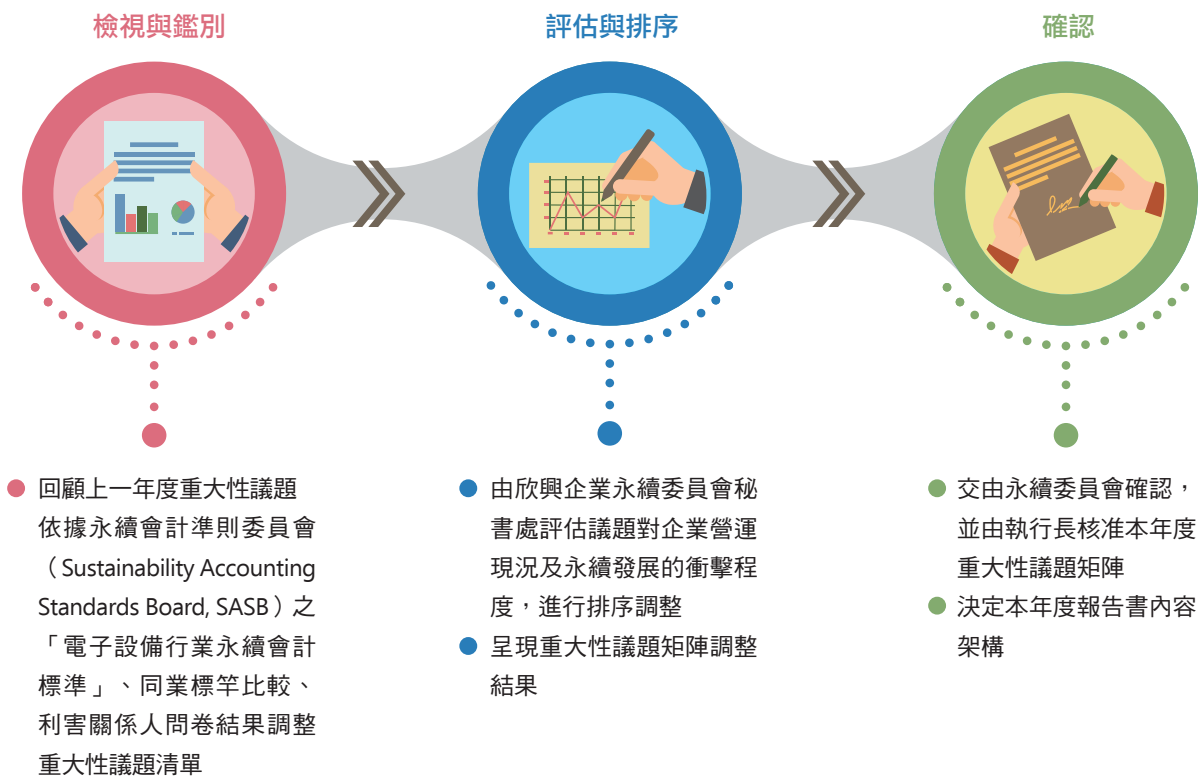 檢視與鑑別
回顧上一年度重大性議題
依據永續會計準則委員會
（Sustainability Accounting
Standards Board, SASB）之
「電子設備行業永續會計
標準」、同業標竿比較、
利害關係人問卷結果調整
重大性議題清單
評估與排序
由欣興企業永續委員會秘
書處評估議題對企業營運
現況及永續發展的衝擊程
度，進行排序調整
呈現重大性議題矩陣調整
結果
確認
交由永續委員會確認，
並由執行長核准本年度
重大性議題矩陣
決定本年度報告書內容
架構